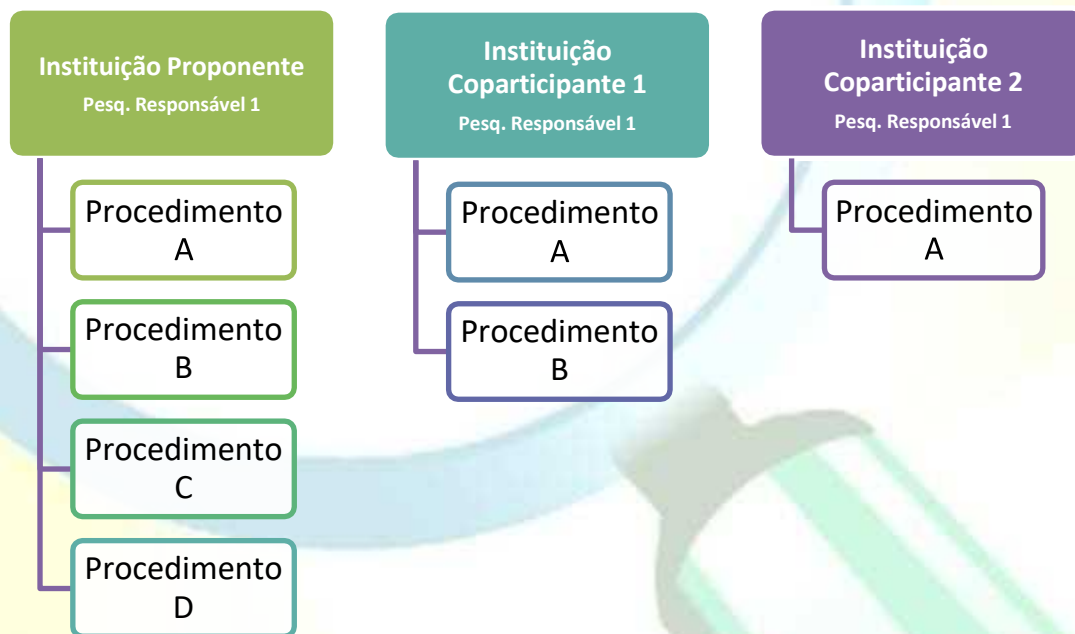 Instituição Proponente
Pesq. Responsável 1
Procedimento
A
Procedimento
B
Procedimento
C
Procedimento
D
Instituição
Coparticipante 1
Pesq. Responsável 1
Procedimento
A
Procedimento
B
Instituição
Coparticipante 2
Pesq. Responsável 1
Procedimento
A